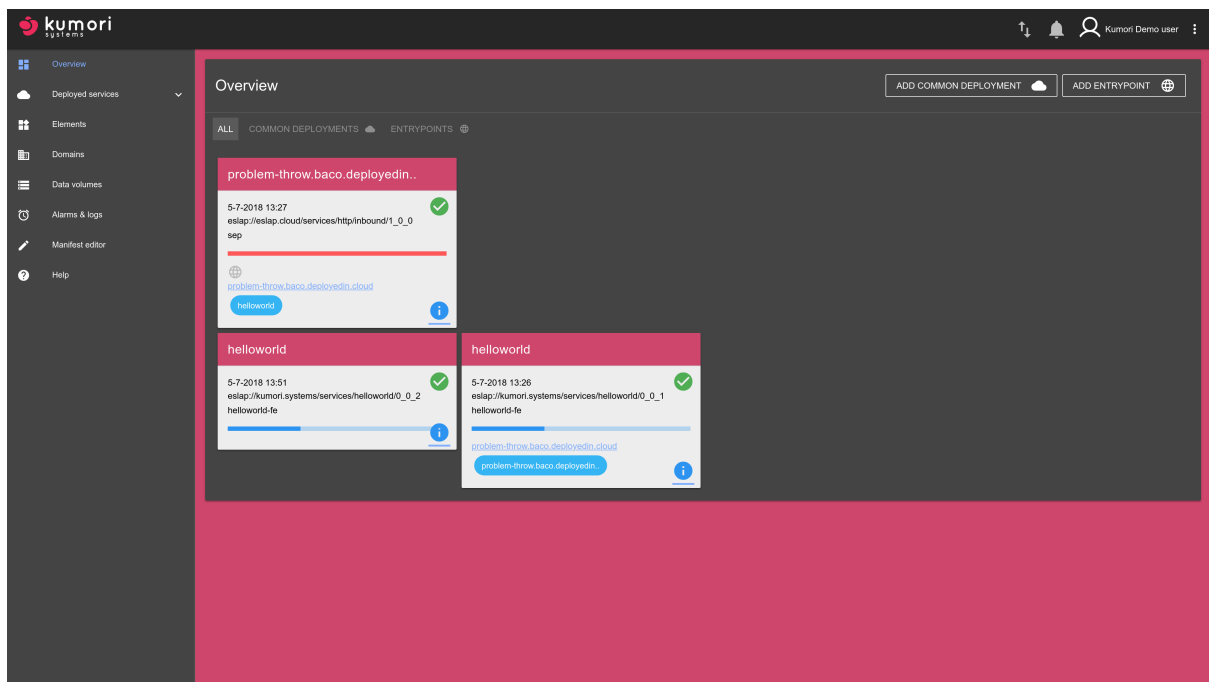 kumori
systems
Kumori Demo user
Overview
Deployed services
Elements
Domains
Data volumes
Alarms & logs
Manifest editor
Help
Overview
ADD COMMON DEPLOYMENT
ADD ENTRYPOINT
ALL COMMON DEPLOYMENTS ENTRYPOINTS
problem-throw.baco.deployedin..
5-7-2018 13:27
eslap://eslap.cloud/services/http/inbound/1_0_0
sep
problem-throw.baco.deployedin.cloud
helloworld
helloworld
5-7-2018 13:51
eslap://kumori.systems/services/helloworld/0_0_2
helloworld-fe
helloworld
5-7-2018 13:26
eslap://kumori.systems/services/helloworld/0_0_1
helloworld-fe
problem-throw.baco.deployedin.cloud
problem-throw.baco.deployedin..